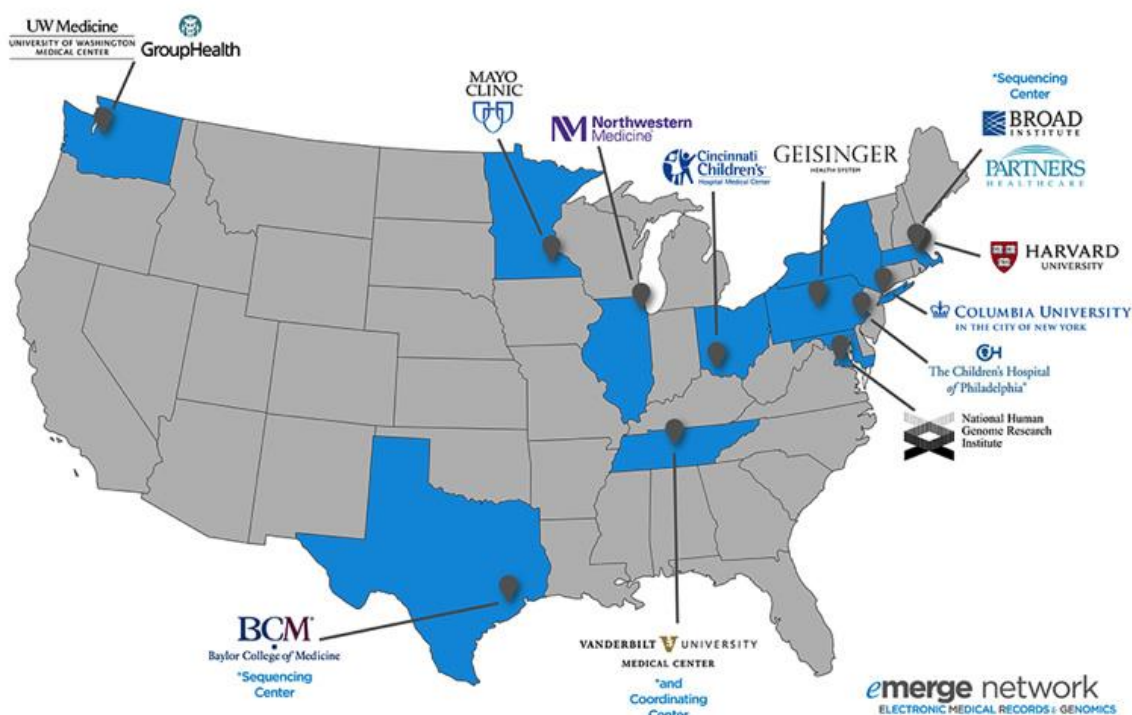 UW Medicine
UNIVERSITY OF WASHINGTON
MEDICAL CENTER
GroupHealth
MAYO
CLINIC
NM Northwestern
Medicine
Cincinnati
Children's
Hospital Medical Center
GEISINGER
HEALTH SYSTEM
*Sequencing
Center
BROAD
INSTITUTE
PARTNERS
HEALTHCARE
HARVARD
UNIVERSITY
COLUMBIA UNIVERSITY
IN THE CITY OF NEW YORK
CH
The Children's Hospital
of Philadelphia*
National Human
Genome Research
Institute
BCM
Baylor College of Medicine
*Sequencing
Center
VANDERBILT V UNIVERSITY
MEDICAL CENTER
*and
Coordinating
Center
emerge network
ELECTRONIC MEDICAL RECORDS & GENOMICS